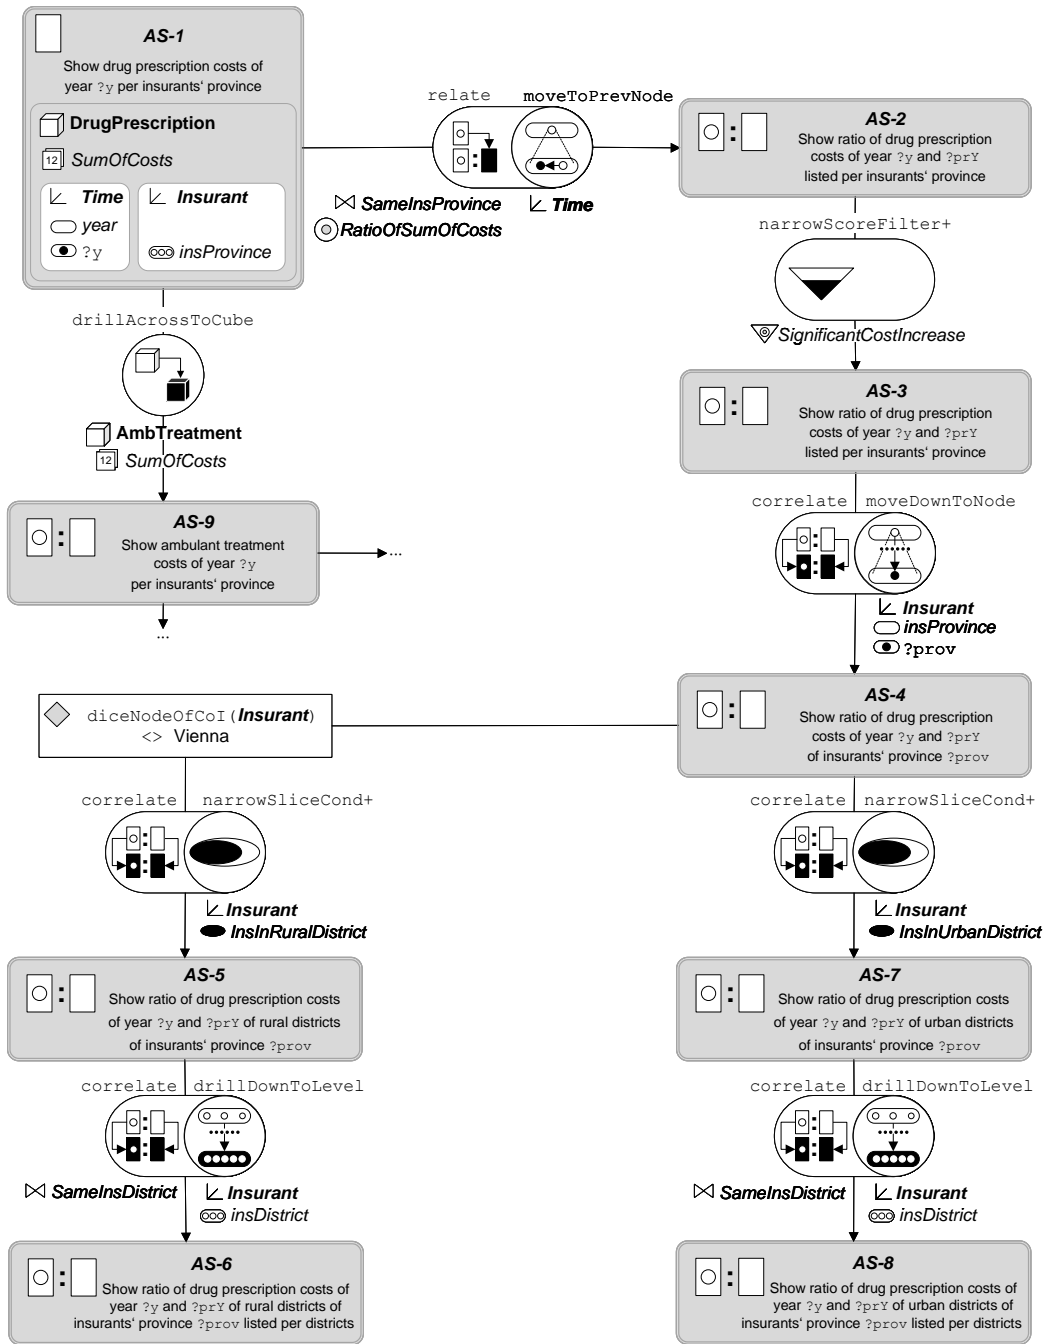 AS-1
Show drug prescription costs of
year ?y per insurants' province
DrugPrescription
12 SumOfCosts
Time
year
?y
Insurant
insProvince
relate moveToPrevNode
SameInsProvince
RatioOfSumOfCosts
Time
AS-2
Show ratio of drug prescription
costs of year ?y and ?prY
listed per insurants' province
narrowScoreFilter+
SignificantCostIncrease
drillAcrossToCube
AmbTreatment
12 SumOfCosts
AS-3
Show ratio of drug prescription
costs of year ?y and ?prY
listed per insurants' province
AS-9
Show ambulant treatment
costs of year ?y
per insurants' province
...
...
correlate moveDownToNode
Insurant
insProvince
?prov
AS-4
Show ratio of drug prescription
costs of year ?y and ?prY
of insurants' province ?prov
diceNodeOfCoI(Insurant)
<> Vienna
correlate narrowSliceCond+
Insurant
InsInRuralDistrict
correlate narrowSliceCond+
Insurant
InsInUrbanDistrict
AS-5
Show ratio of drug prescription costs
of year ?y and ?prY of rural districts
of insurants' province ?prov
AS-7
Show ratio of drug prescription costs
of year ?y and ?prY of urban districts
of insurants' province ?prov
correlate drillDownToLevel
SameInsDistrict
Insurant
insDistrict
correlate drillDownToLevel
SameInsDistrict
Insurant
insDistrict
AS-6
Show ratio of drug prescription costs of
year ?y and ?prY of rural districts of
insurants' province ?prov listed per districts
AS-8
Show ratio of drug prescription costs of
year ?y and ?prY of urban districts of
insurants' province ?prov listed per districts